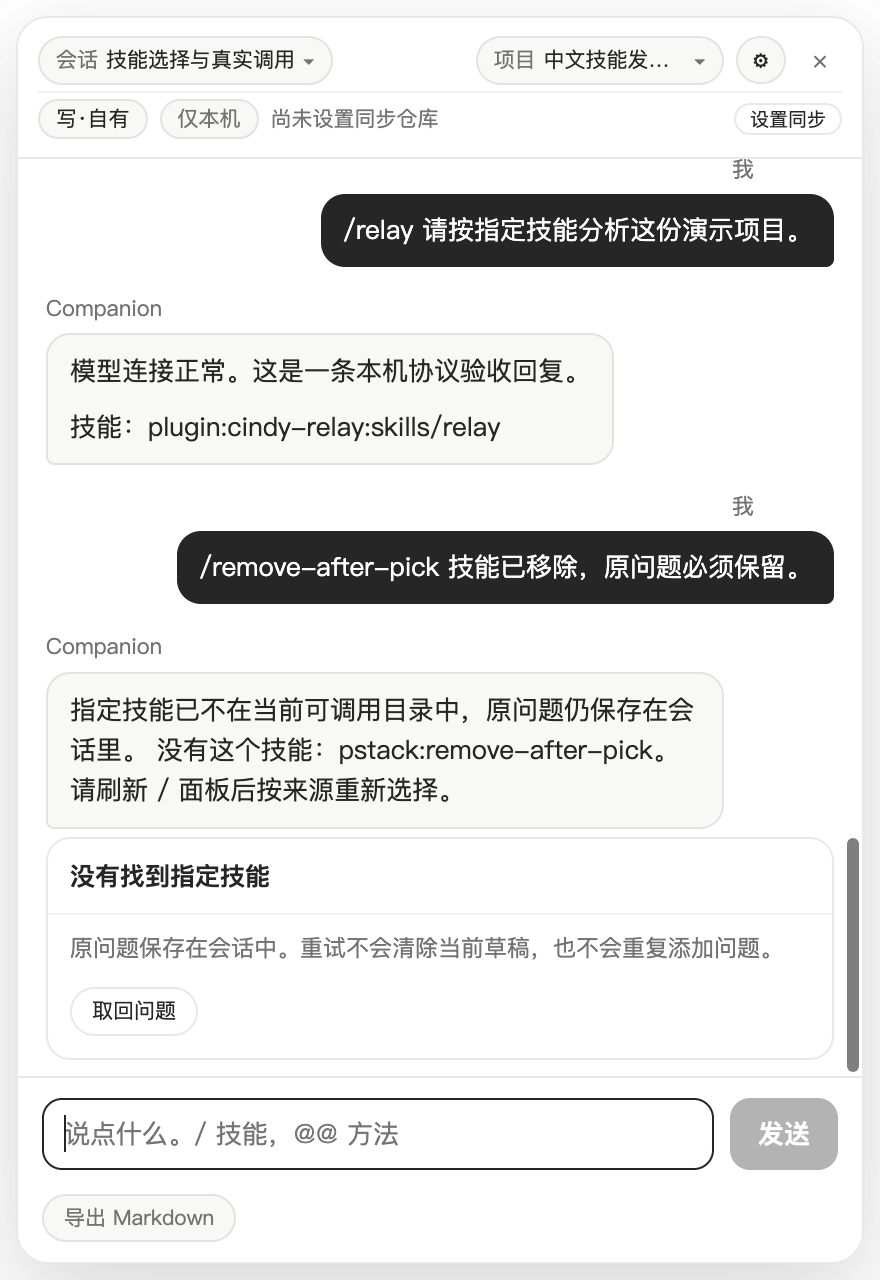 会话 技能选择与真实调用
项目 中文技能发…
写·自有
仅本机
尚未设置同步仓库
设置同步
我
/relay 请按指定技能分析这份演示项目。
Companion
模型连接正常。这是一条本机协议验收回复。
技能：plugin:cindy-relay:skills/relay
我
/remove-after-pick 技能已移除，原问题必须保留。
Companion
指定技能已不在当前可调用目录中，原问题仍保存在会
话里。 没有这个技能：pstack:remove-after-pick。
请刷新 / 面板后按来源重新选择。
没有找到指定技能
原问题保存在会话中。重试不会清除当前草稿，也不会重复添加问题。
取回问题
说点什么。/ 技能，@@ 方法
发送
导出 Markdown